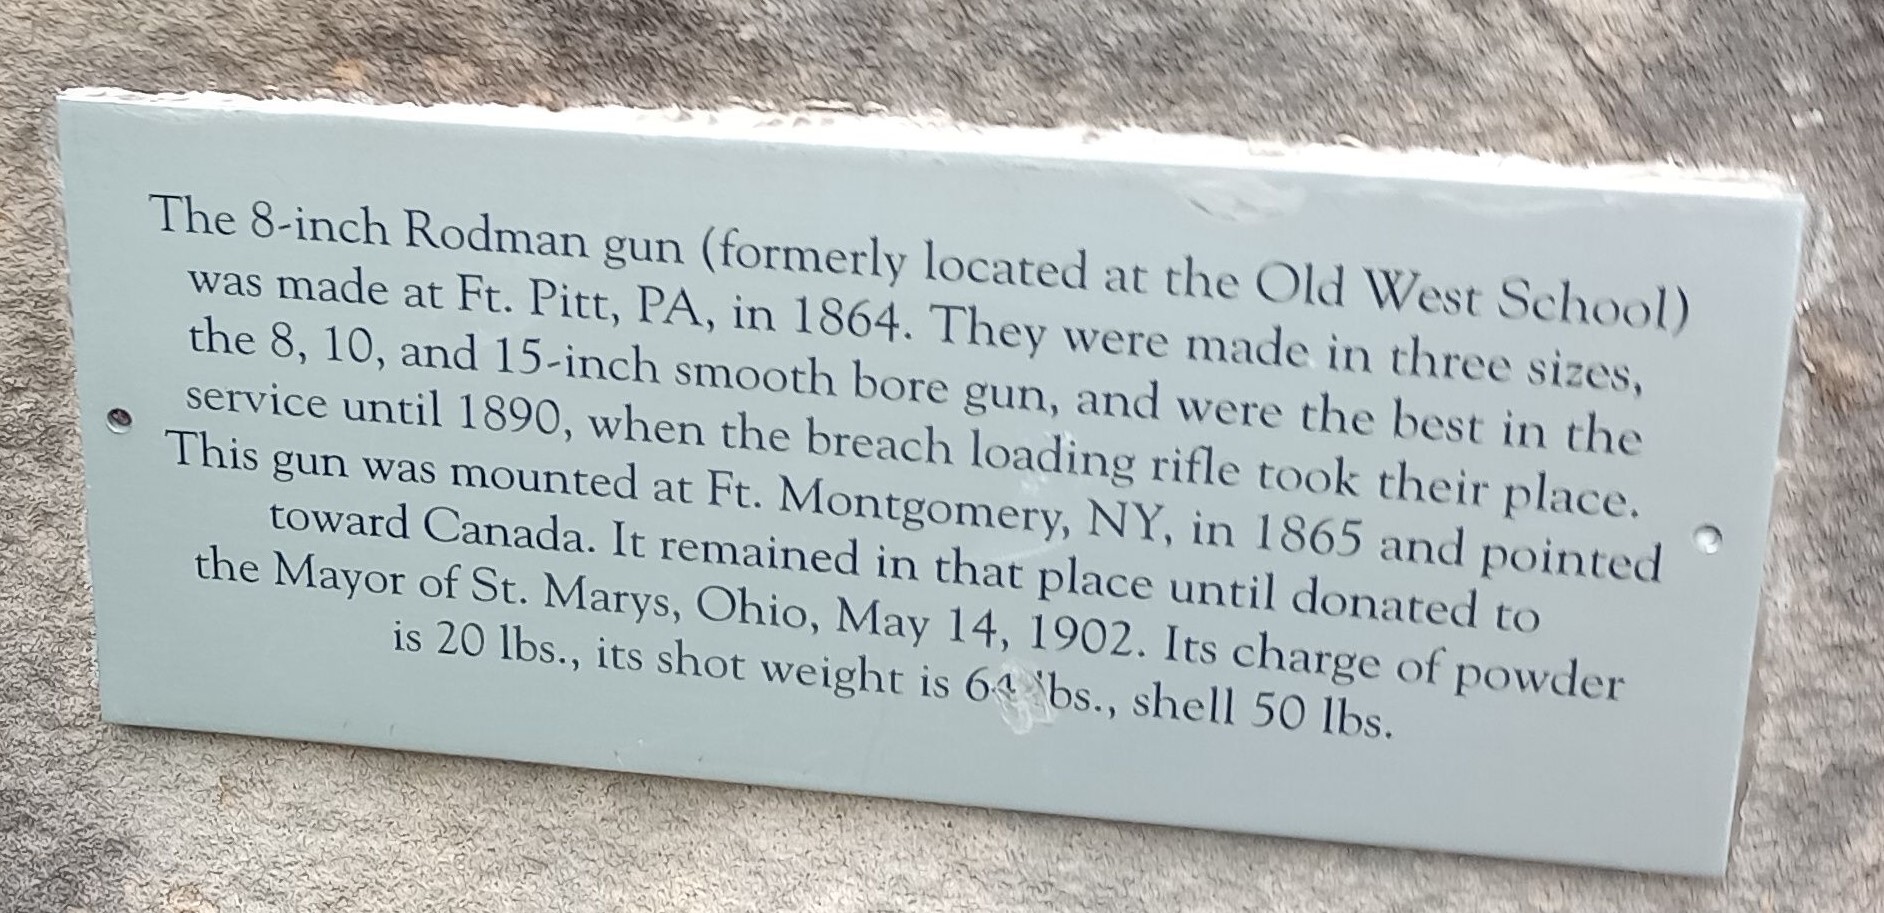 The 8-inch Rodman gun (formerly located at the Old West School)
was made at Ft. Pitt, PA, in 1864. They were made in three sizes,
the 8, 10, and 15-inch smooth bore gun, and were the best in the
service until 1890, when the breach loading rifle took their place.
This gun was mounted at Ft. Montgomery, NY, in 1865 and pointed
toward Canada. It remained in that place until donated to
the Mayor of St. Marys, Ohio, May 14, 1902. Its charge of powder
is 20 lbs., its shot weight is 64 lbs., shell 50 lbs.